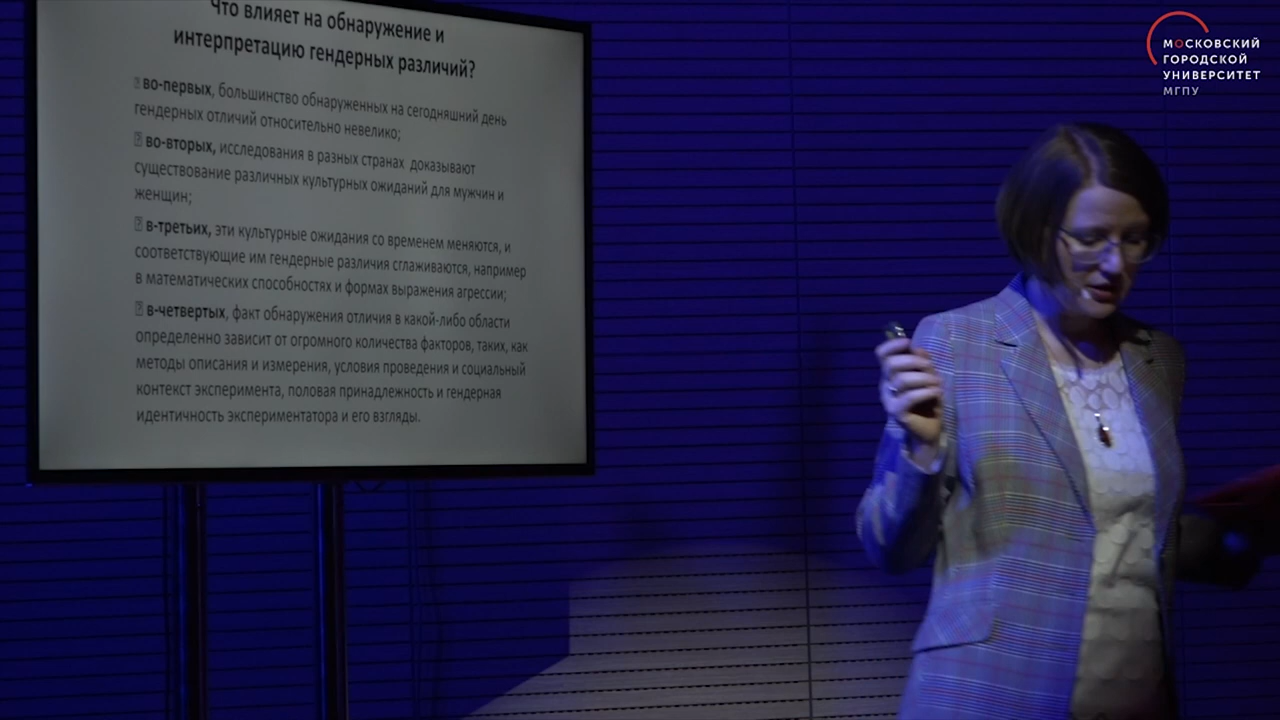 Что влияет на обнаружение и
интерпретацию гендерных различий?
во-первых, большинство обнаруженных на сегодняшний день
гендерных отличий относительно невелико;
во-вторых, исследования в разных странах доказывают
существование различных культурных ожиданий для мужчин и
женщин;
в-третьих, эти культурные ожидания со временем меняются, и
соответствующие им гендерные различия сглаживаются, например
в математических способностях и формах выражения агрессии;
в-четвертых, факт обнаружения отличия в какой-либо области
определенно зависит от огромного количества факторов, таких, как
методы описания и измерения, условия проведения и социальный
контекст эксперимента, половая принадлежность и гендерная
идентичность экспериментатора и его взгляды.
МОСКОВСКИЙ
ГОРОДСКОЙ
УНИВЕРСИТЕТ
МГПУ